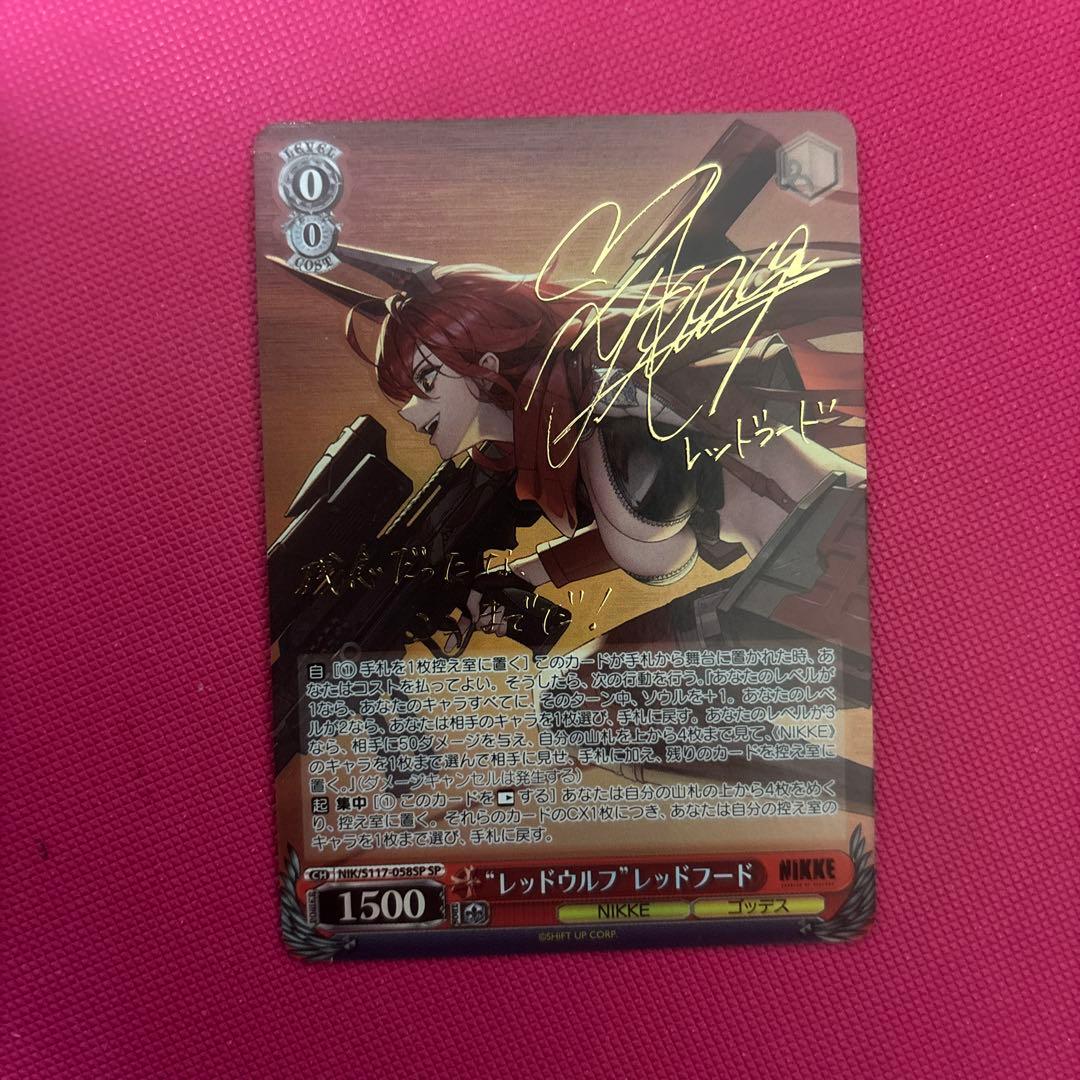 LEVEL
0
0
COST
レッドフード
残念だったな、
ここまでだ!
自 [① 手札を1枚控え室に置く] このカードが手札から舞台に置かれた時、あ
なたはコストを払ってよい。そうしたら、次の行動を行う。『あなたのレベルが
1なら、あなたのキャラすべてに、そのターン中、ソウルを+1。あなたのレベ
ルが2なら、あなたは相手のキャラを1枚選び、手札に戻す。あなたのレベルが3
なら、相手に50ダメージを与え、自分の山札を上から4枚まで見て、《NIKKE》
のキャラを1枚まで選んで相手に見せ、手札に加え、残りのカードを控え室に
置く。』(ダメージキャンセルは発生する)
起 集中 [① このカードをする] あなたは自分の山札の上から4枚をめく
り、控え室に置く。それらのカードのCX1枚につき、あなたは自分の控え室の
キャラを1枚まで選び、手札に戻す。
CH NIK/S117-058SP SP
“レッドウルフ”レッドフード
NIKKE
POWER 1500 SOUL
NIKKE
ゴッデス
©SHIFT UP CORP.